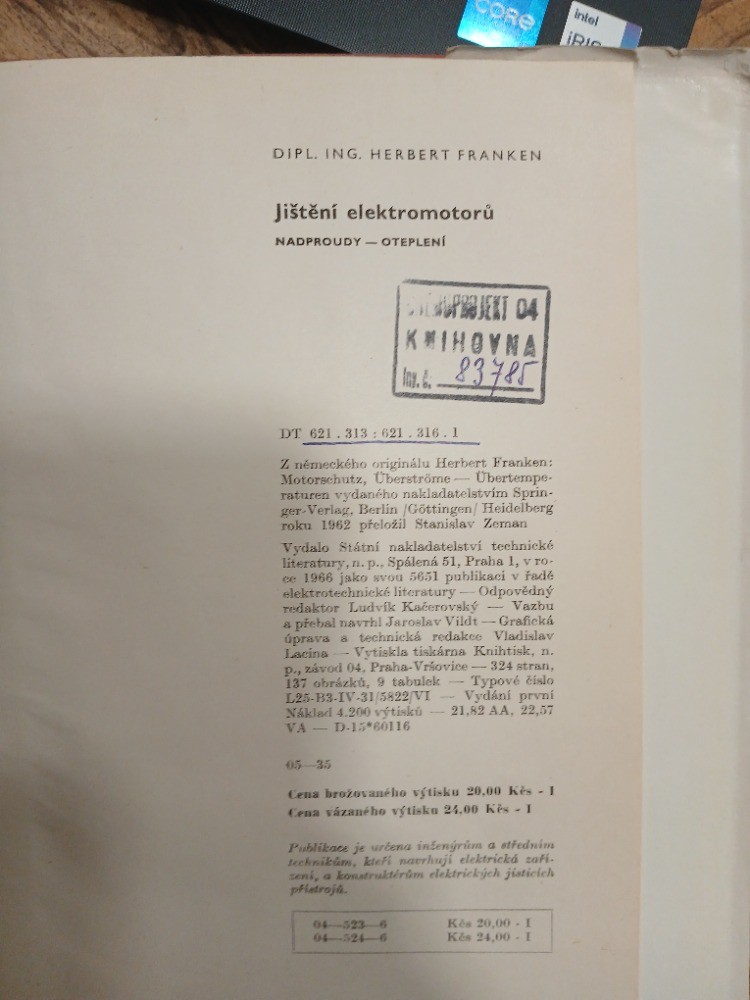 CORE
intel
iRIS
DIPL. ING. HERBERT FRANKEN
Jištění elektromotorů
NADPROUDY — OTEPLENÍ
04
KNIHOVNA
Inv. č. 83785
DT 621.313:621.316.1
Z německého originálu Herbert Franken:
Motorschutz, Überströme — Übertempe-
raturen vydaného nakladatelstvím Sprin-
ger-Verlag, Berlin /Göttingen/ Heidelberg
roku 1962 přeložil Stanislav Zeman
Vydalo Státní nakladatelství technické
literatury, n. p., Spálená 51, Praha 1, v ro-
ce 1966 jako svou 5651 publikaci v řadě
elektrotechnické literatury — Odpovědný
redaktor Ludvík Kačerovský — Vazbu
a přebal navrhl Jaroslav Vildt — Grafická
úprava a technická redakce Vladislav
Lacina — Vytiskla tiskárna Knihtisk, n.
p., závod 04, Praha-Vršovice — 324 stran,
137 obrázků, 9 tabulek — Typové číslo
L25-B3-IV-31/5822/VI — Vydání první
Náklad 4.200 výtisků — 21,82 AA, 22,57
VA — D-15*60116
05—35
Cena brožovaného výtisku 20,00 Kčs - I
Cena vázaného výtisku 24,00 Kčs - I
Publikace je určena inženýrům a středním
technikům, kteří navrhují elektrická zaří-
zení, a konstruktérům elektrických jisticích
přístrojů.
04—523—6 Kčs 20,00 - I
04—524—6 Kčs 24,00 - I